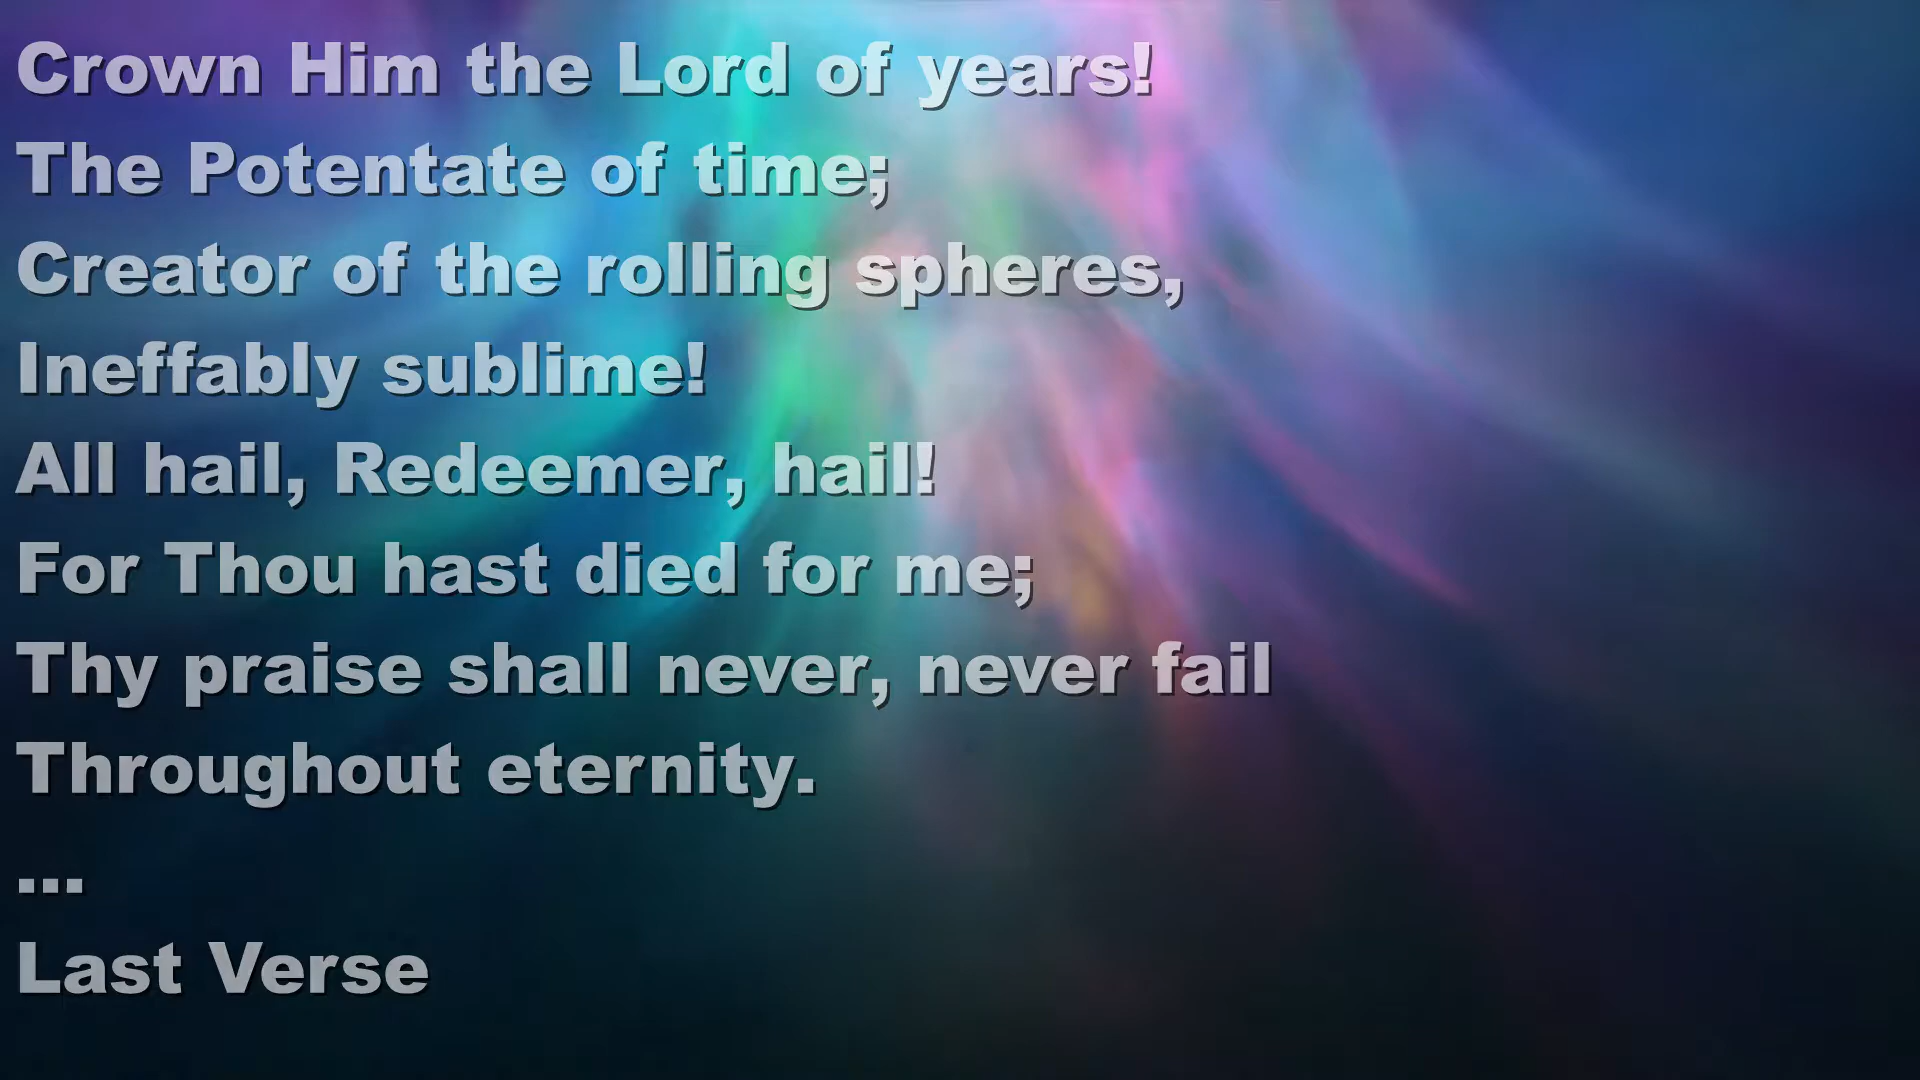 Crown Him the Lord of years!
The Potentate of time;
Creator of the rolling spheres,
Ineffably sublime!
All hail, Redeemer, hail!
For Thou hast died for me;
Thy praise shall never, never fail
Throughout eternity.
...
Last Verse